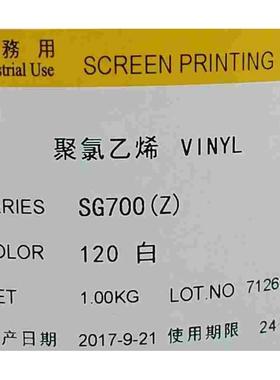 務 用
strial Use
SCREEN PRINTING
聚氯乙烯 VINYL
ERIES SG700(Z)
OLOR 120 白
ET 1.00KG LOT.NO 7126
产日期 2017-9-21 使用期限 24